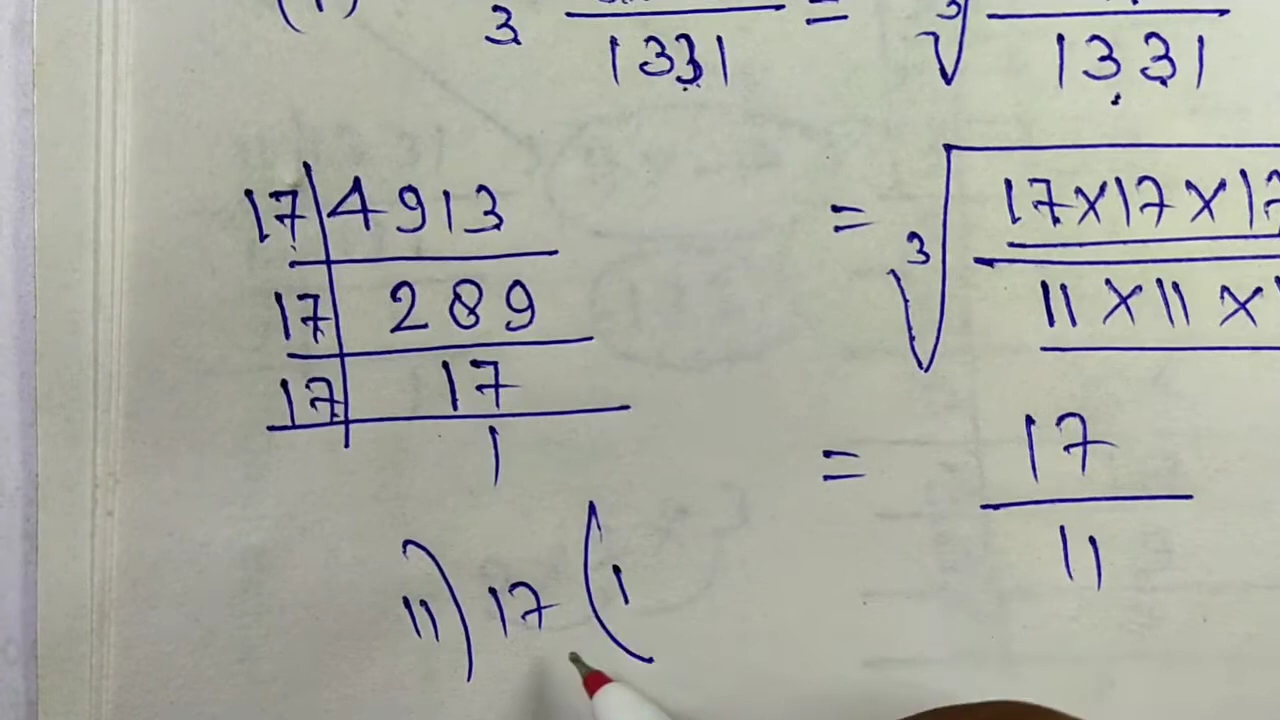 (i) 3 1331 = ∛ 1331
17 | 4913
17 | 289
17 | 17
1
= ∛ 17×17×17
11×11×
= 17
11
11 ) 17 ( 1